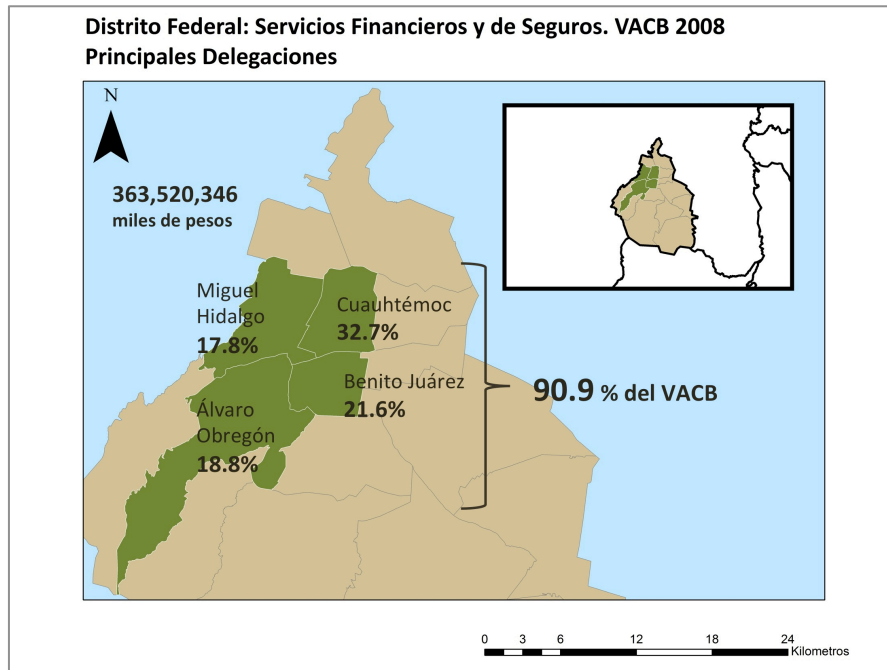 Distrito Federal: Servicios Financieros y de Seguros. VACB 2008
Principales Delegaciones
N
363,520,346
miles de pesos
Miguel
Hidalgo
17.8%
Cuauhtémoc
32.7%
Benito Juárez
21.6%
90.9 % del VACB
Álvaro
Obregón
18.8%
0 3 6 12 18 24
Kilometros